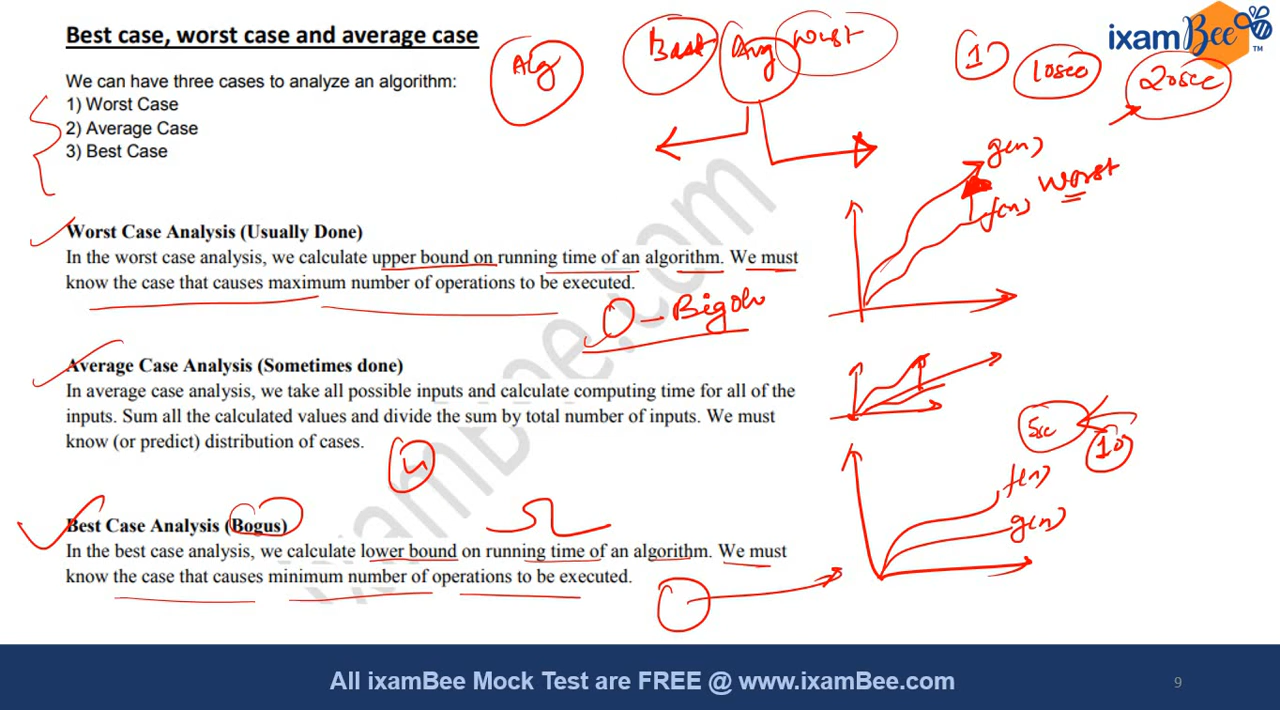 Best case, worst case and average case
Alg
Best
Avg
Worst
1
10sec
20sec
ixamBee
TM
We can have three cases to analyze an algorithm:
1) Worst Case
2) Average Case
3) Best Case
g(n)
Worst
f(n)
Worst Case Analysis (Usually Done)
In the worst case analysis, we calculate upper bound on running time of an algorithm. We must
know the case that causes maximum number of operations to be executed.
O - Big oh
Average Case Analysis (Sometimes done)
In average case analysis, we take all possible inputs and calculate computing time for all of the
inputs. Sum all the calculated values and divide the sum by total number of inputs. We must
know (or predict) distribution of cases.
10
f(n)
g(n)
Best Case Analysis (Bogus)
Ω
In the best case analysis, we calculate lower bound on running time of an algorithm. We must
know the case that causes minimum number of operations to be executed.
ixamBee.com
All ixamBee Mock Test are FREE @ www.ixamBee.com
9